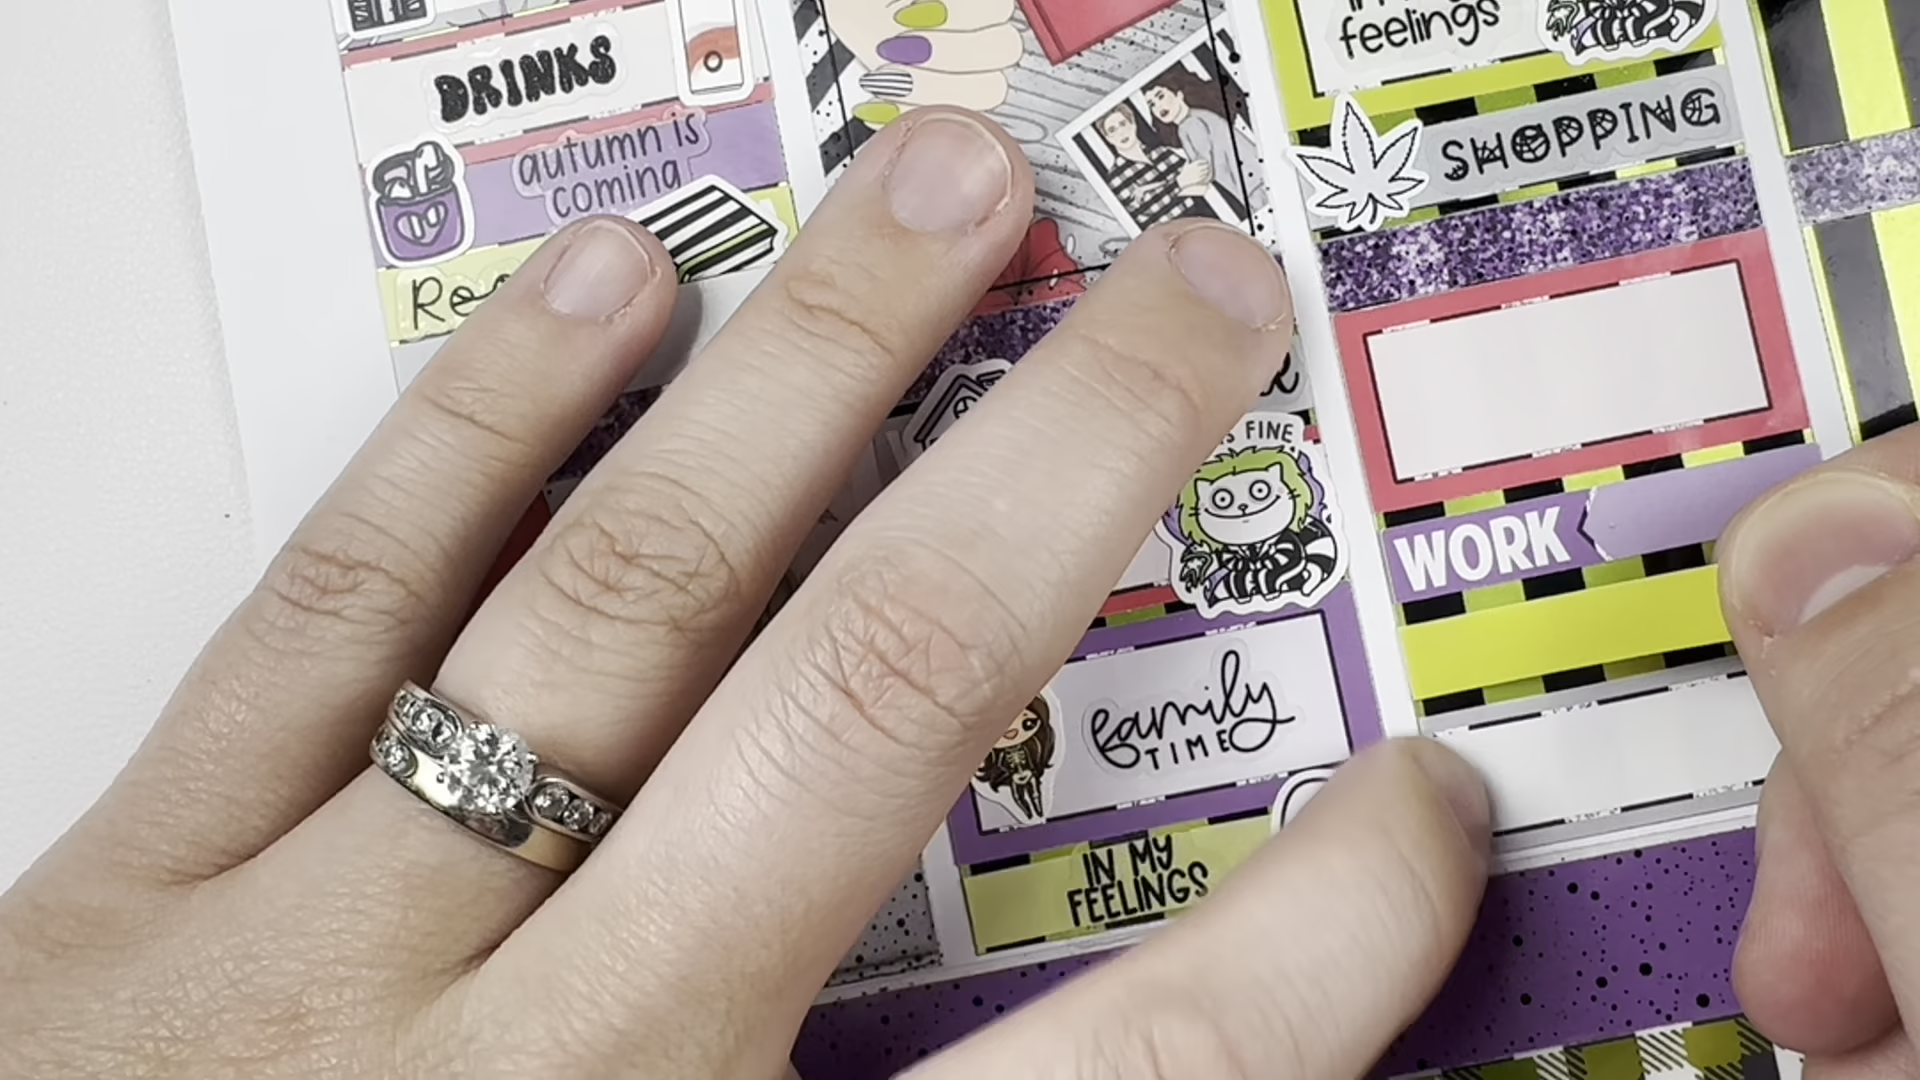 DRINKS
autumn is
coming
feelings
SHOPPING
FINE
WORK
family
TIME
IN MY
FEELINGS